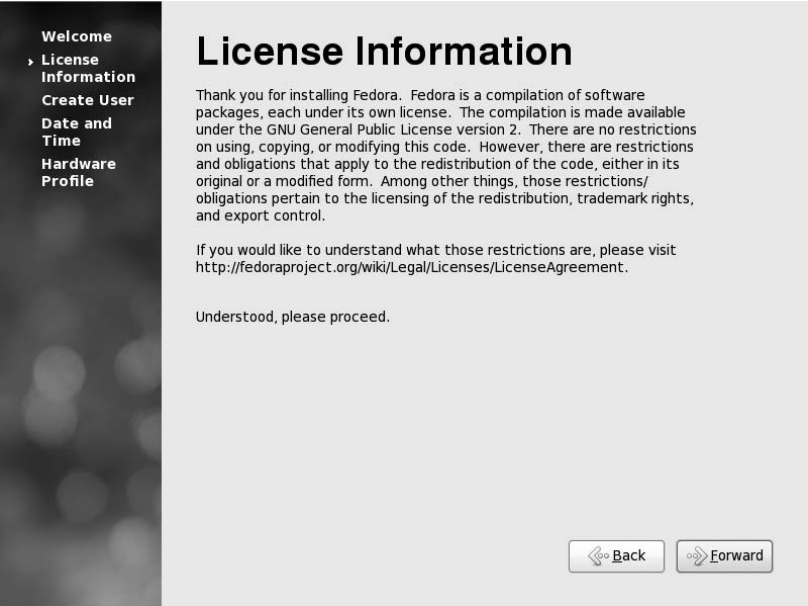 Welcome
License
Information
Create User
Date and
Time
Hardware
Profile
License Information
Thank you for installing Fedora.  Fedora is a compilation of software
packages, each under its own license.  The compilation is made available
under the GNU General Public License version 2.  There are no restrictions
on using, copying, or modifying this code.  However, there are restrictions
and obligations that apply to the redistribution of the code, either in its
original or a modified form.  Among other things, those restrictions/
obligations pertain to the licensing of the redistribution, trademark rights,
and export control.
If you would like to understand what those restrictions are, please visit
http://fedoraproject.org/wiki/Legal/Licenses/LicenseAgreement.
Understood, please proceed.
Back
Forward